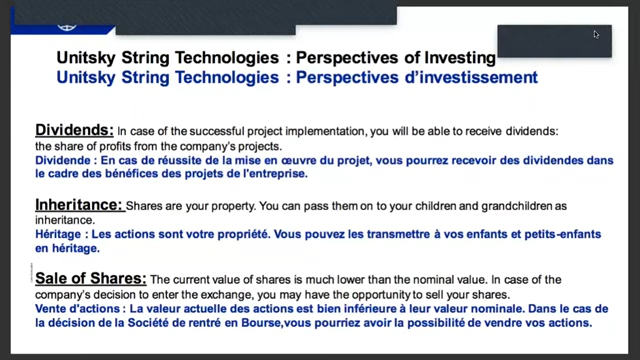 Unitsky String Technologies : Perspectives of Investing
Unitsky String Technologies : Perspectives d'investissement
Dividends: In case of the successful project implementation, you will be able to receive dividends:
the share of profits from the company's projects.
Dividende : En cas de réussite de la mise en œuvre du projet, vous pourrez recevoir des dividendes dans
le cadre des bénéfices des projets de l'entreprise.
Inheritance: Shares are your property. You can pass them on to your children and grandchildren as
inheritance.
Héritage : Les actions sont votre propriété. Vous pouvez les transmettre à vos enfants et petits-enfants
en héritage.
Sale of Shares: The current value of shares is much lower than the nominal value. In case of the
company's decision to enter the exchange, you may have the opportunity to sell your shares.
Vente d'actions : La valeur actuelle des actions est bien inférieure à leur valeur nominale. Dans le cas de
la décision de la Société de rentré en Bourse,vous pourriez avoir la possibilité de vendre vos actions.